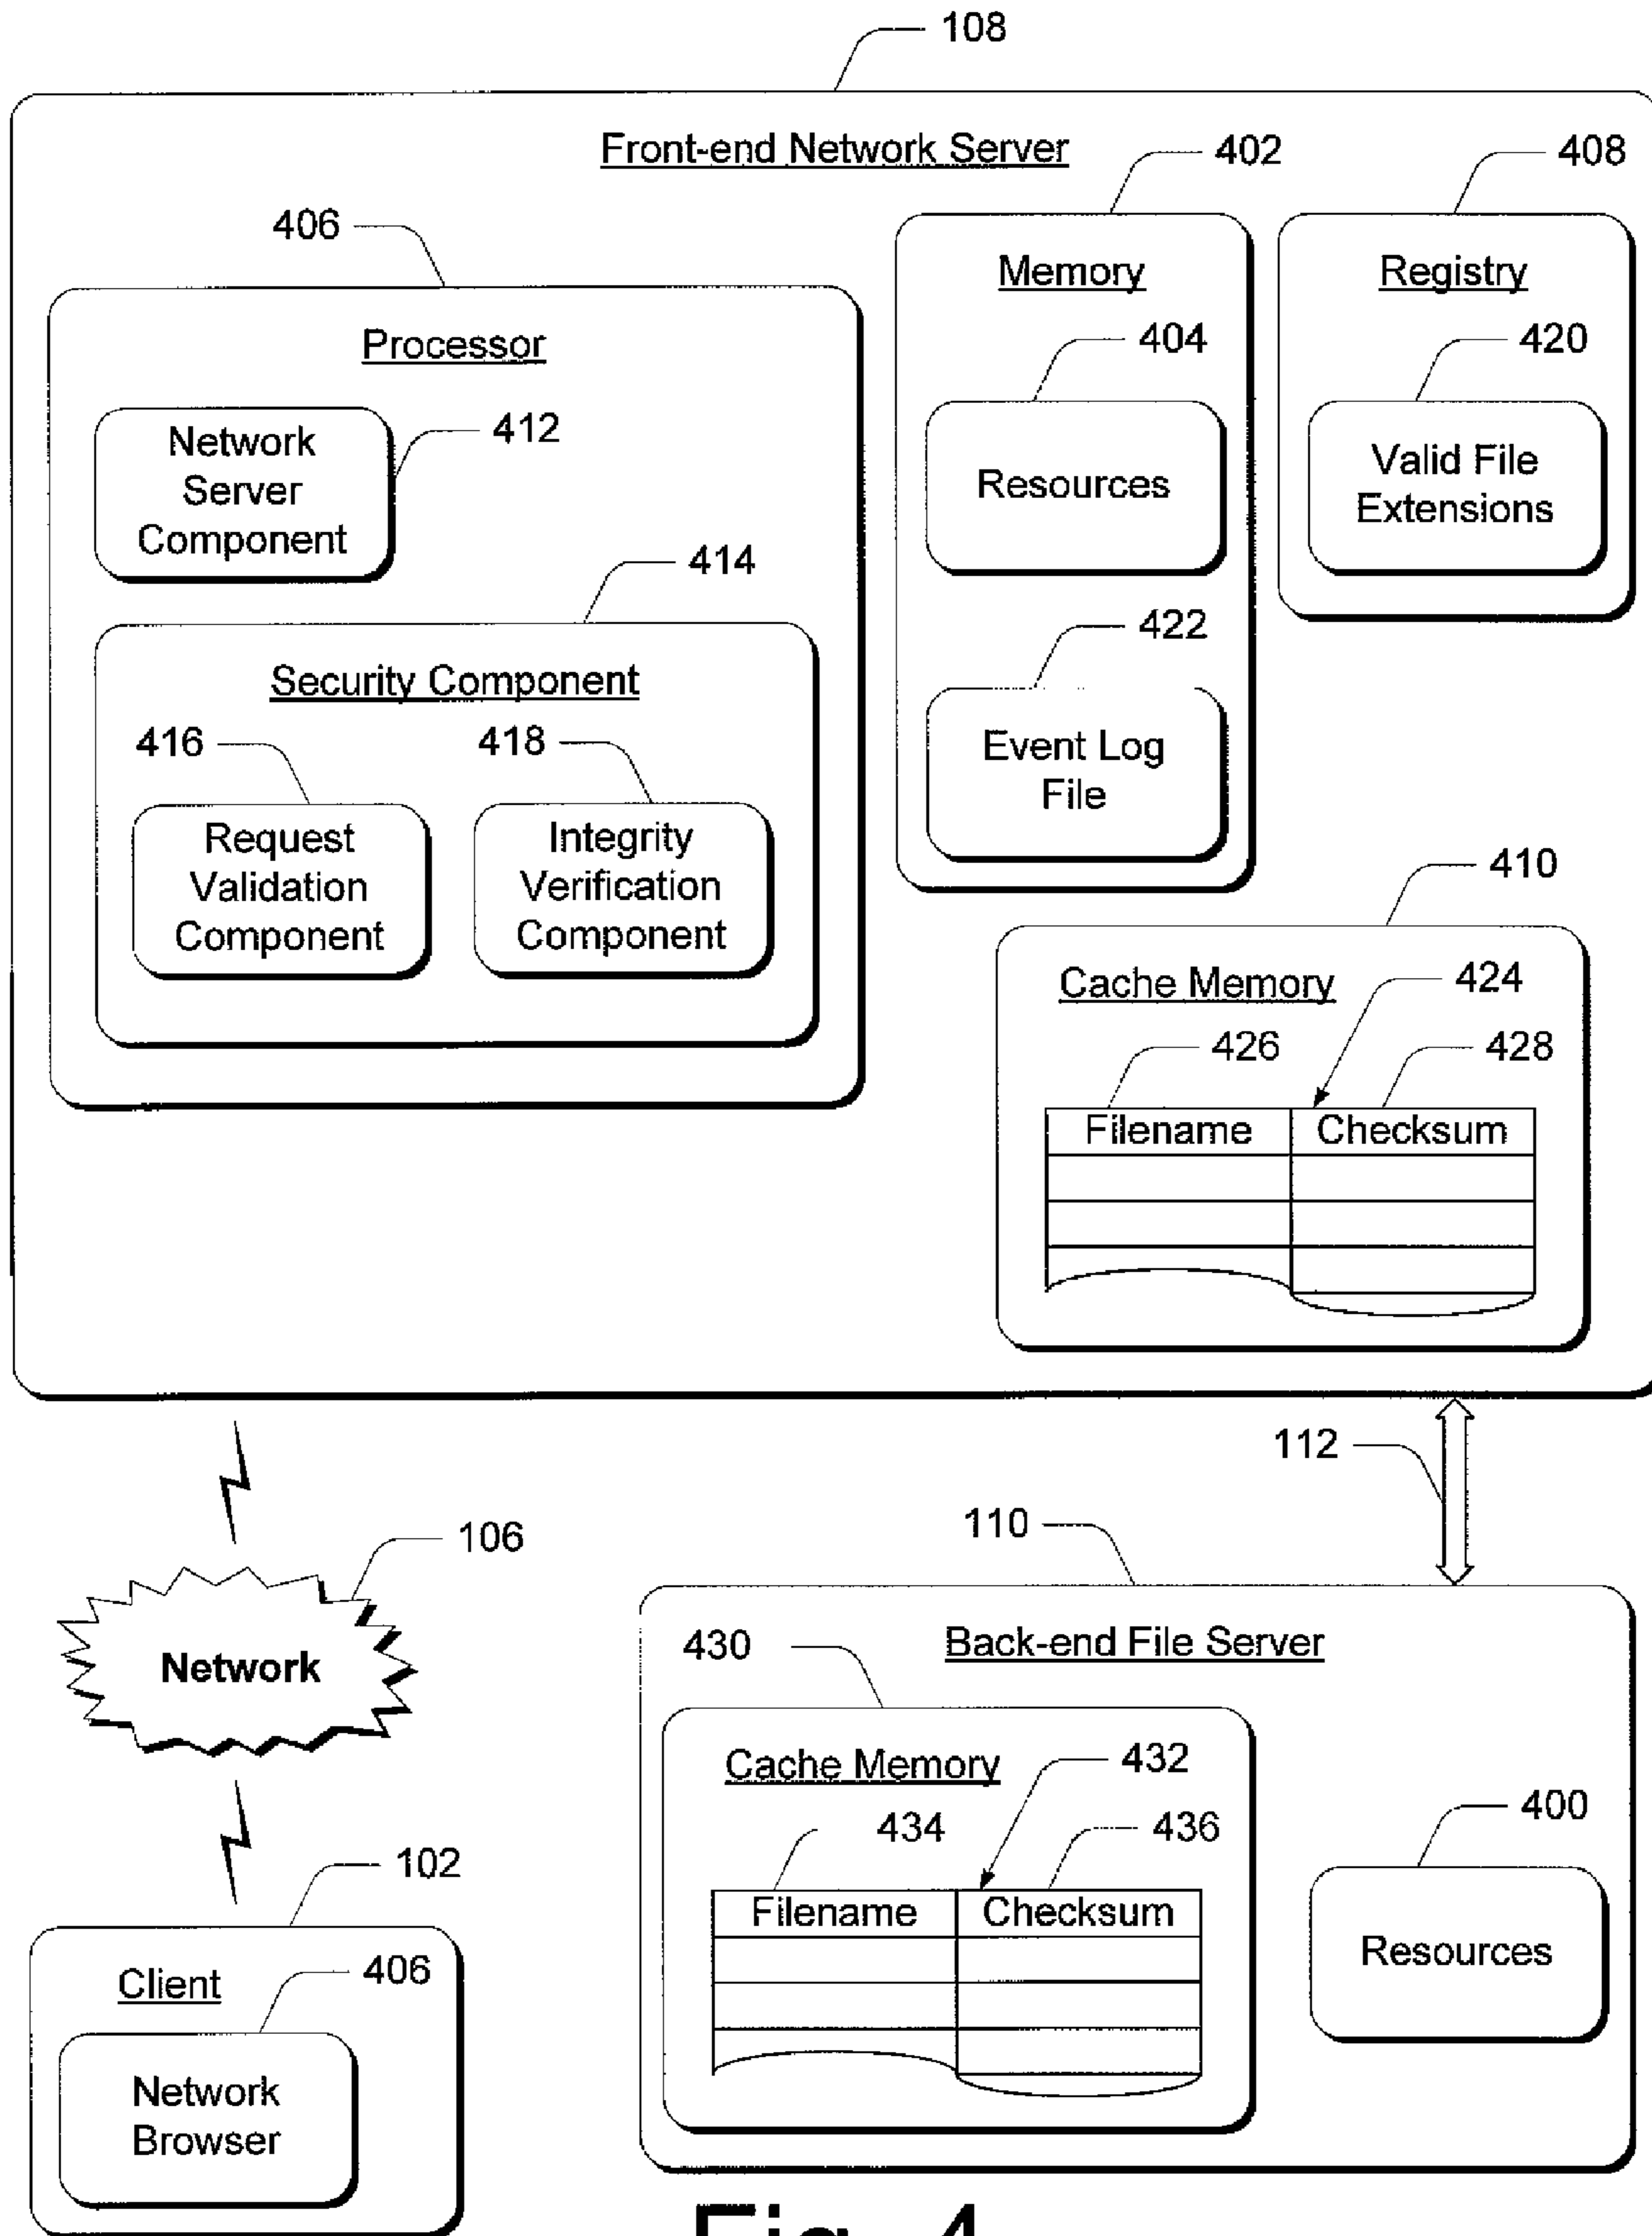 108
Front-end Network Server
402
408
406
Memory
Registry
Processor
404
420
Network
Server
Component
412
Resources
Valid File
Extensions
414
422
Security Component
416
418
Event Log
File
Request
Validation
Component
Integrity
Verification
Component
410
Cache Memory
424
426
428
Filename
Checksum
112
106
110
Network
430
Back-end File Server
Cache Memory
432
434
436
400
102
Filename
Checksum
Client
406
Resources
Network
Browser
Fig. 4